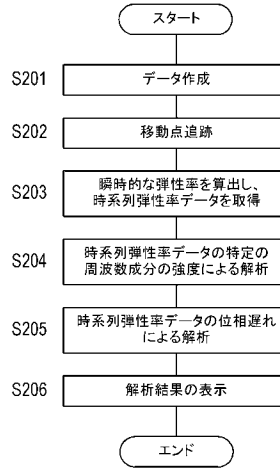 スタート
S201
データ作成
S202
移動点追跡
S203
瞬時的な弾性率を算出し、
時系列弾性率データを取得
S204
時系列弾性率データの特定の
周波数成分の強度による解析
S205
時系列弾性率データの位相遅れ
による解析
S206
解析結果の表示
エンド